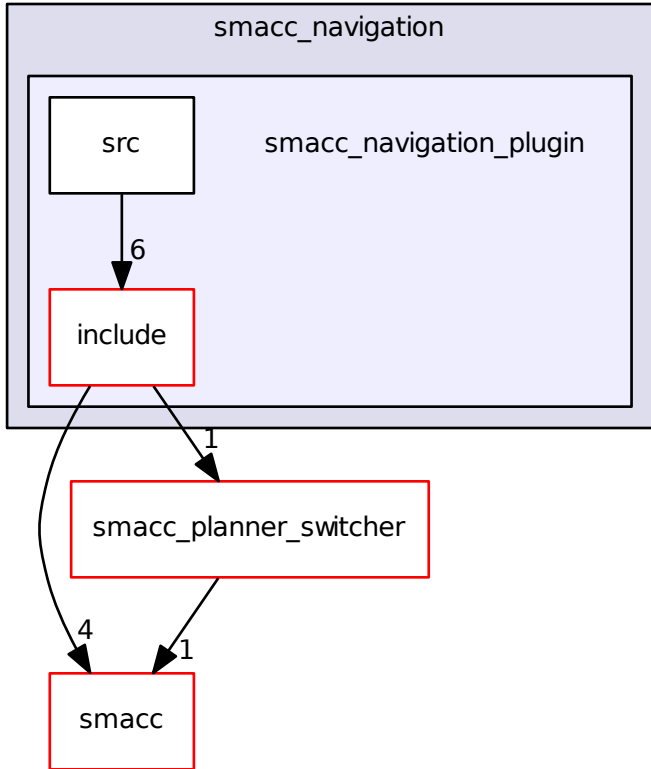 smacc_navigation
src
smacc_navigation_plugin
6
include
1
smacc_planner_switcher
4
1
smacc